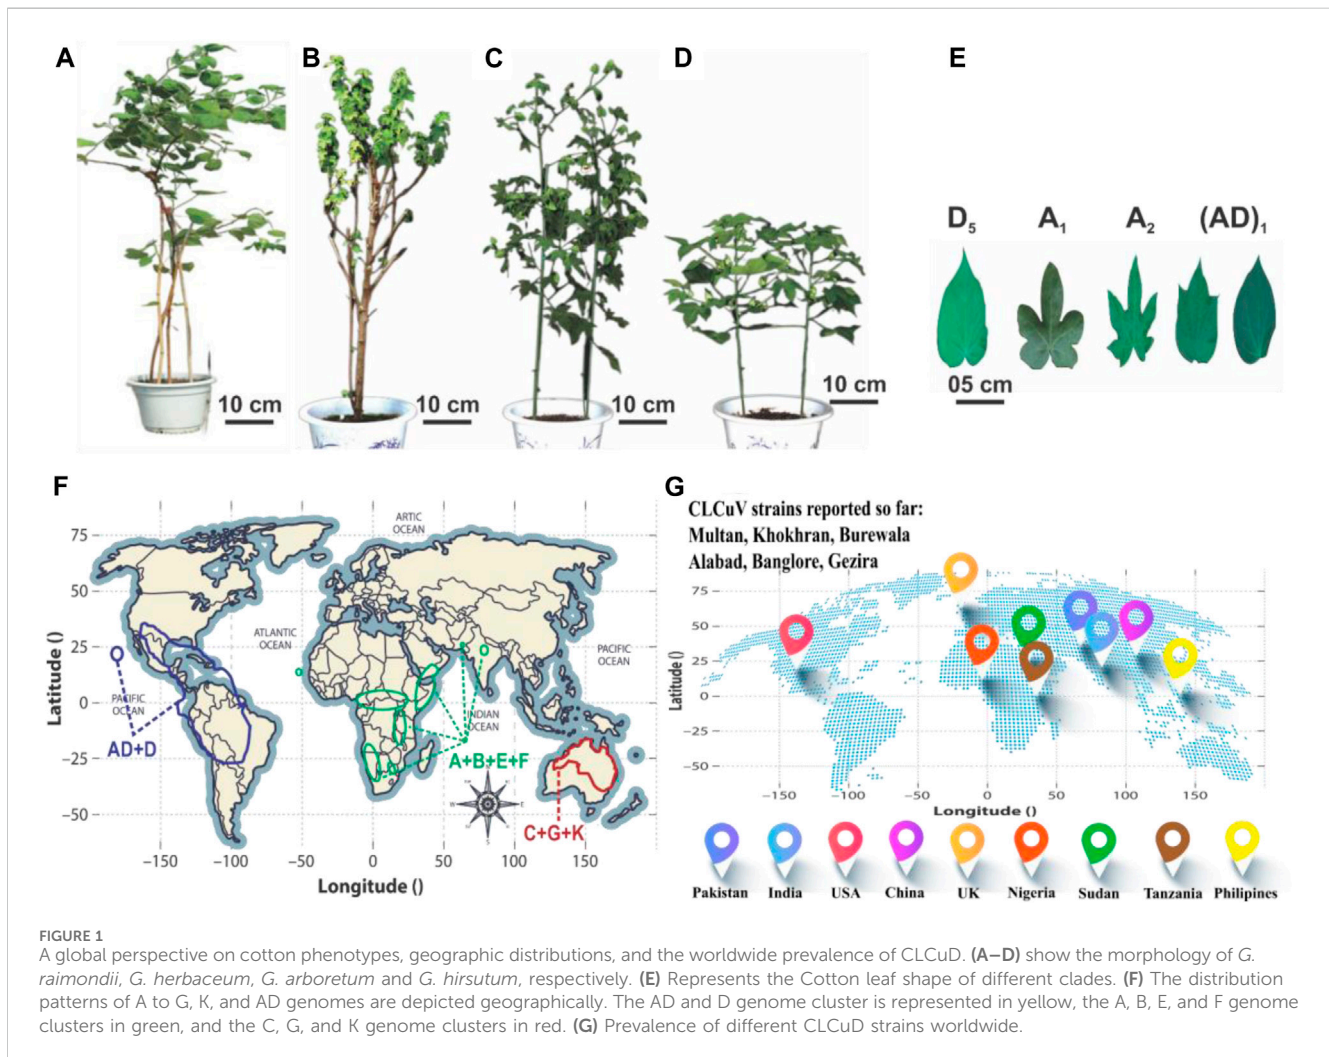 A
B
C
D
E
D5
A1
A2
(AD)1
10 cm
10 cm
10 cm
10 cm
05 cm
F
ARTIC
OCEAN
75
50
25
0
−25
−50
Latitude ()
ATLANTIC
OCEAN
PACIFIC
OCEAN
PACIFIC
OCEAN
INDIAN
OCEAN
AD+D
A+B+E+F
C+G+K
−150
−100
−50
0
50
100
150
Longitude ()
G
CLCuV strains reported so far:
Multan, Khokhran, Burewala
Alabad, Banglore, Gezira
75
50
25
0
−25
−50
Latitude ()
−150
−100
−50
0
50
100
150
Longitude ()
Pakistan India USA China UK Nigeria Sudan Tanzania Philipines
FIGURE 1
A global perspective on cotton phenotypes, geographic distributions, and the worldwide prevalence of CLCuD. (A–D) show the morphology of G.
raimondii, G. herbaceum, G. arboretum and G. hirsutum, respectively. (E) Represents the Cotton leaf shape of different clades. (F) The distribution
patterns of A to G, K, and AD genomes are depicted geographically. The AD and D genome cluster is represented in yellow, the A, B, E, and F genome
clusters in green, and the C, G, and K genome clusters in red. (G) Prevalence of different CLCuD strains worldwide.